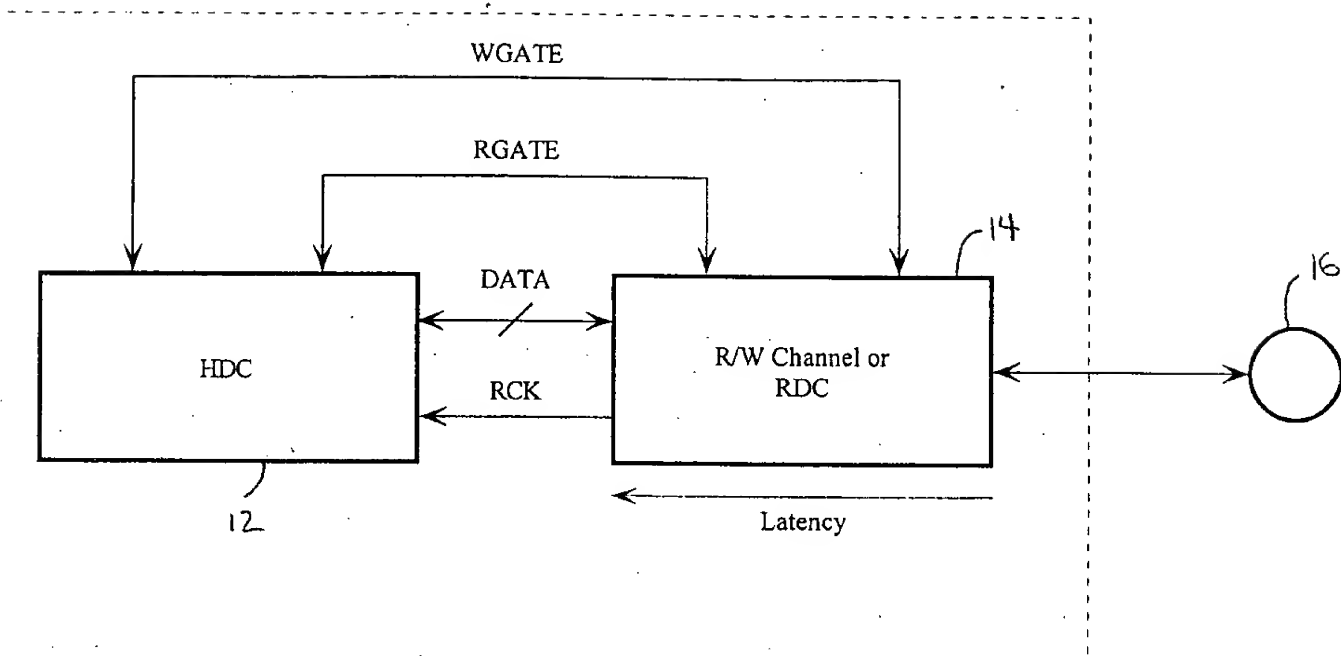 WGATE
RGATE
14
DATA
16
HDC
R/W Channel or
RDC
RCK
12
Latency